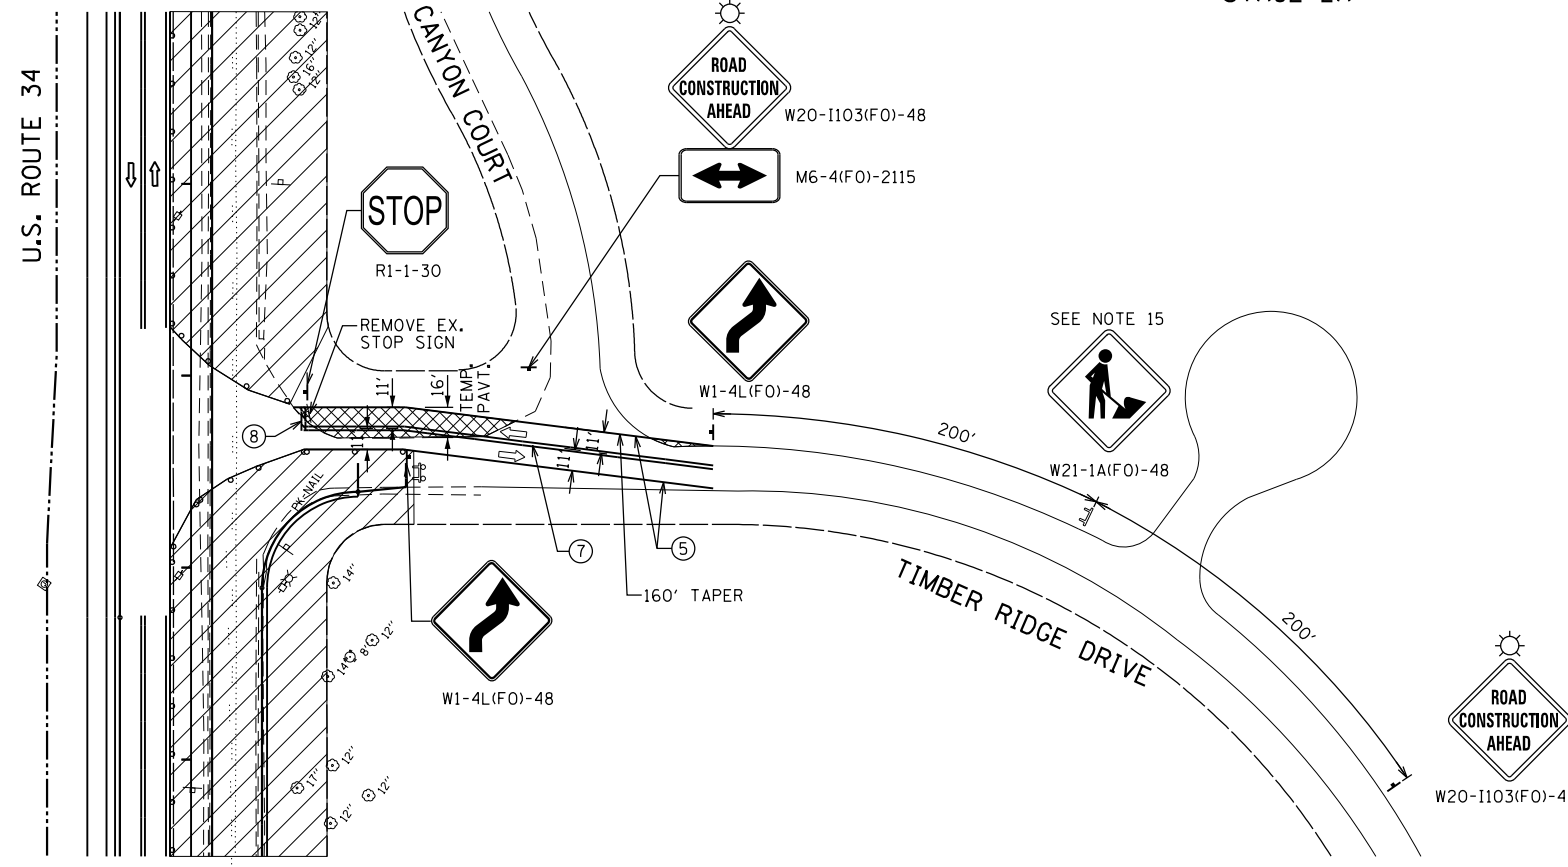 U.S. ROUTE 34
CANYON COURT
ROAD
CONSTRUCTION
AHEAD
W20-I103(FO)-48
M6-4(FO)-2115
STOP
R1-1-30
REMOVE EX.
STOP SIGN
11'
16'
TEMP.
PAVT.
W1-4L(FO)-48
SEE NOTE 15
W21-1A(FO)-48
200'
200'
8
11'
11'
11'
PK-NAIL
7
5
160' TAPER
W1-4L(FO)-48
TIMBER RIDGE DRIVE
ROAD
CONSTRUCTION
AHEAD
W20-I103(FO)-4
12"
12"
16"
12"
14"
12"
8"
14"
12"
17"
12"
12"